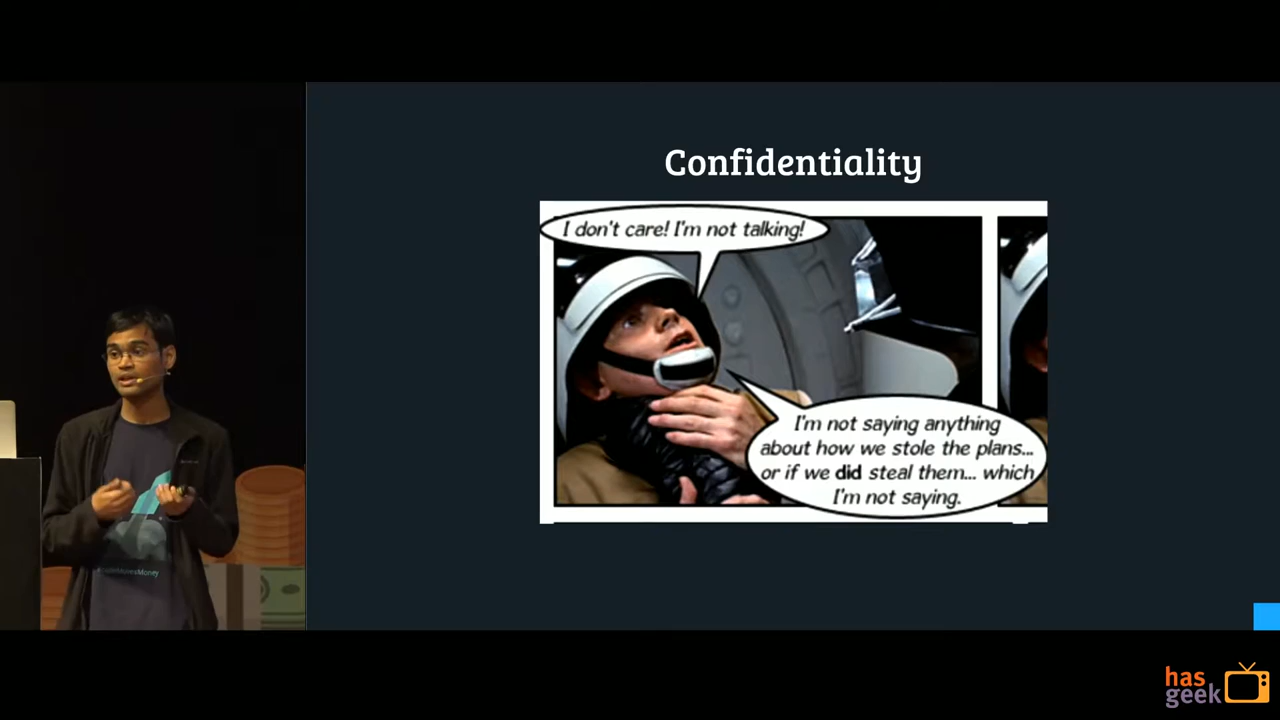 Confidentiality
I don't care! I'm not talking!
I'm not saying anything
about how we stole the plans...
or if we did steal them... which
I'm not saying.
has
geek